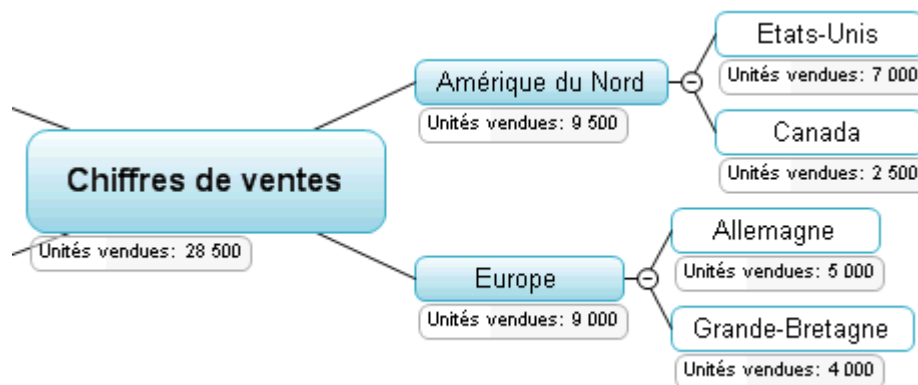 Chiffres de ventes
Unités vendues: 28 500
Amérique du Nord
Unités vendues: 9 500
Etats-Unis
Unités vendues: 7 000
Canada
Unités vendues: 2 500
Europe
Unités vendues: 9 000
Allemagne
Unités vendues: 5 000
Grande-Bretagne
Unités vendues: 4 000